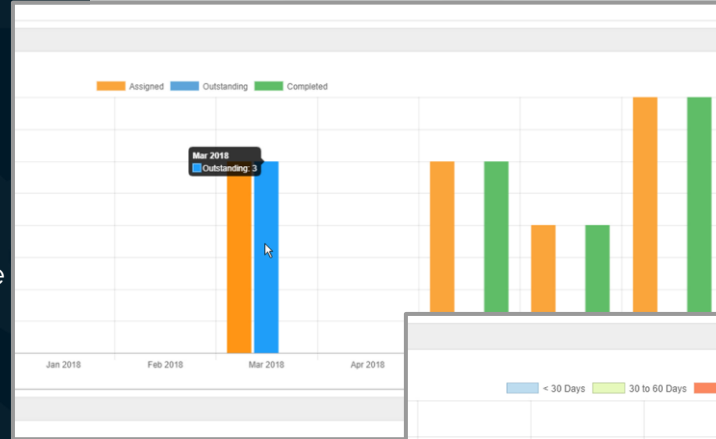 Assigned Outstanding Completed
Mar 2018
Outstanding: 3
e
Jan 2018 Feb 2018 Mar 2018 Apr 2018
< 30 Days 30 to 60 Days